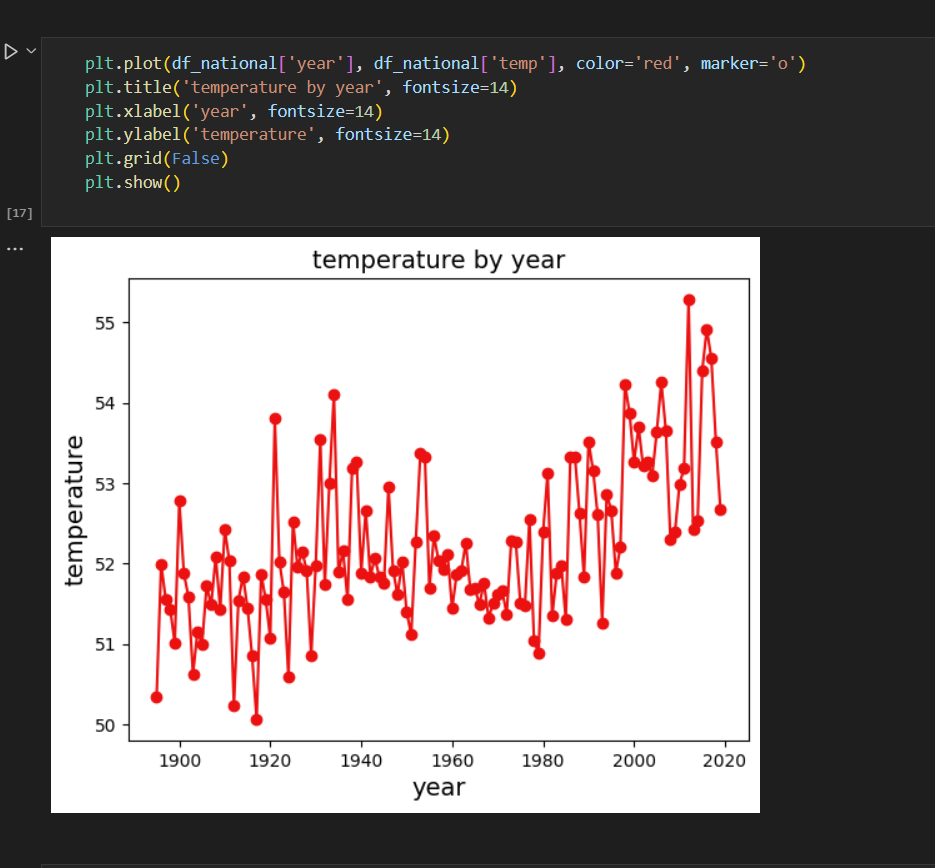 plt.plot(df_national['year'], df_national['temp'], color='red', marker='o')
plt.title('temperature by year', fontsize=14)
plt.xlabel('year', fontsize=14)
plt.ylabel('temperature', fontsize=14)
plt.grid(False)
plt.show()
[17]
...
temperature by year
55
54
53
52
51
50
temperature
1900 1920 1940 1960 1980 2000 2020
year